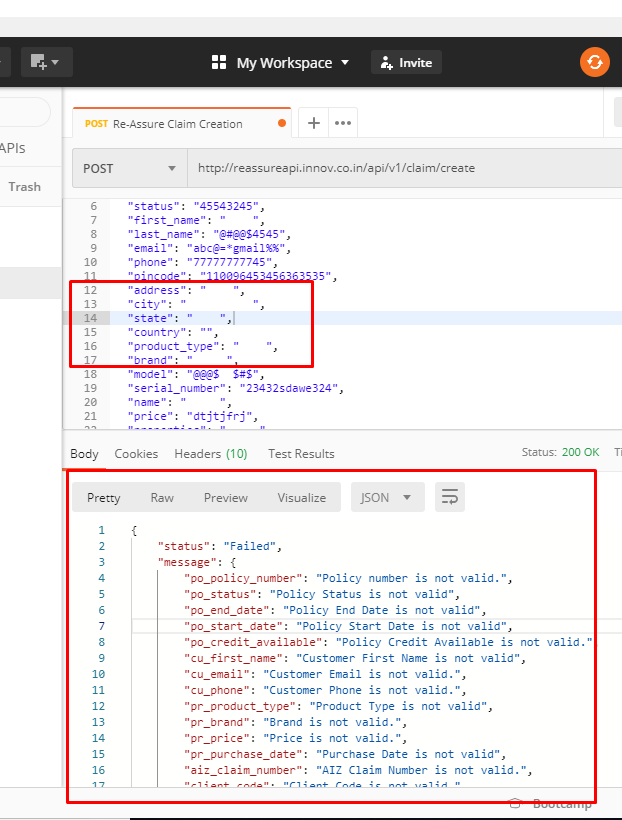 My Workspace
Invite
POST Re-Assure Claim Creation
APIs
POST http://reassureapi.innov.co.in/api/v1/claim/create
Trash
6 "status": "45543245",
7 "first_name": "    ",
8 "last_name": "@#@@$4545",
9 "email": "abc@=*gmail%%",
10 "phone": "77777777745",
11 "pincode": "110096453456363535",
12 "address": "    ",
13 "city": "          ",
14 "state": "    ",
15 "country": "",
16 "product_type": "    ",
17 "brand": "     ",
18 "model": "@@@$  $#$",
19 "serial_number": "23432sdawe324",
20 "name": "     ",
21 "price": "dtjtjfrj",
22 "properties": "     "
Body Cookies Headers (10) Test Results Status: 200 OK
Pretty Raw Preview Visualize JSON
1 {
2 "status": "Failed",
3 "message": {
4 "po_policy_number": "Policy number is not valid.",
5 "po_status": "Policy Status is not valid",
6 "po_end_date": "Policy End Date is not valid",
7 "po_start_date": "Policy Start Date is not valid",
8 "po_credit_available": "Policy Credit Available is not valid."
9 "cu_first_name": "Customer First Name is not valid",
10 "cu_email": "Customer Email is not valid.",
11 "cu_phone": "Customer Phone is not valid.",
12 "pr_product_type": "Product Type is not valid",
13 "pr_brand": "Brand is not valid.",
14 "pr_price": "Price is not valid.",
15 "pr_purchase_date": "Purchase Date is not valid",
16 "aiz_claim_number": "AIZ Claim Number is not valid.",
17 "client_code": "Client Code is not valid."
Bootcamp